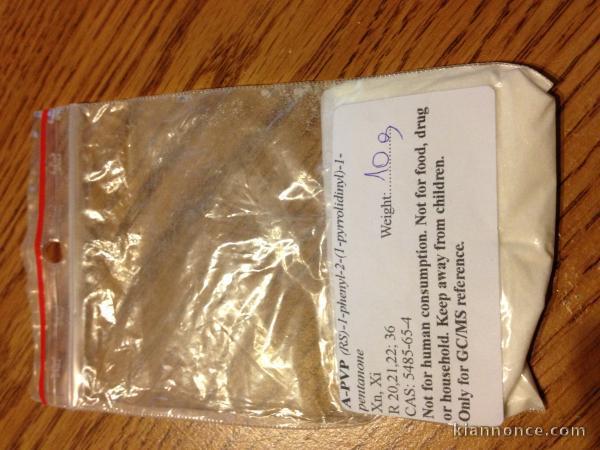 A-PVP (RS)-1-phenyl-2-(1-pyrrolidinyl)-1-
pentanone
Xn, Xi
R 20,21,22; 36
CAS: 5485-65-4
Weight:......10 g
Not for human consumption. Not for food, drug
or household. Keep away from children.
Only for GC/MS reference.
kiannonce.com